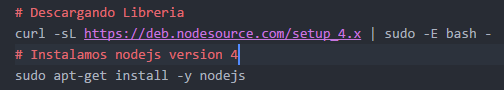 # Descargando Libreria
curl -sL https://deb.nodesource.com/setup_4.x | sudo -E bash -
# Instalamos nodejs version 4
sudo apt-get install -y nodejs